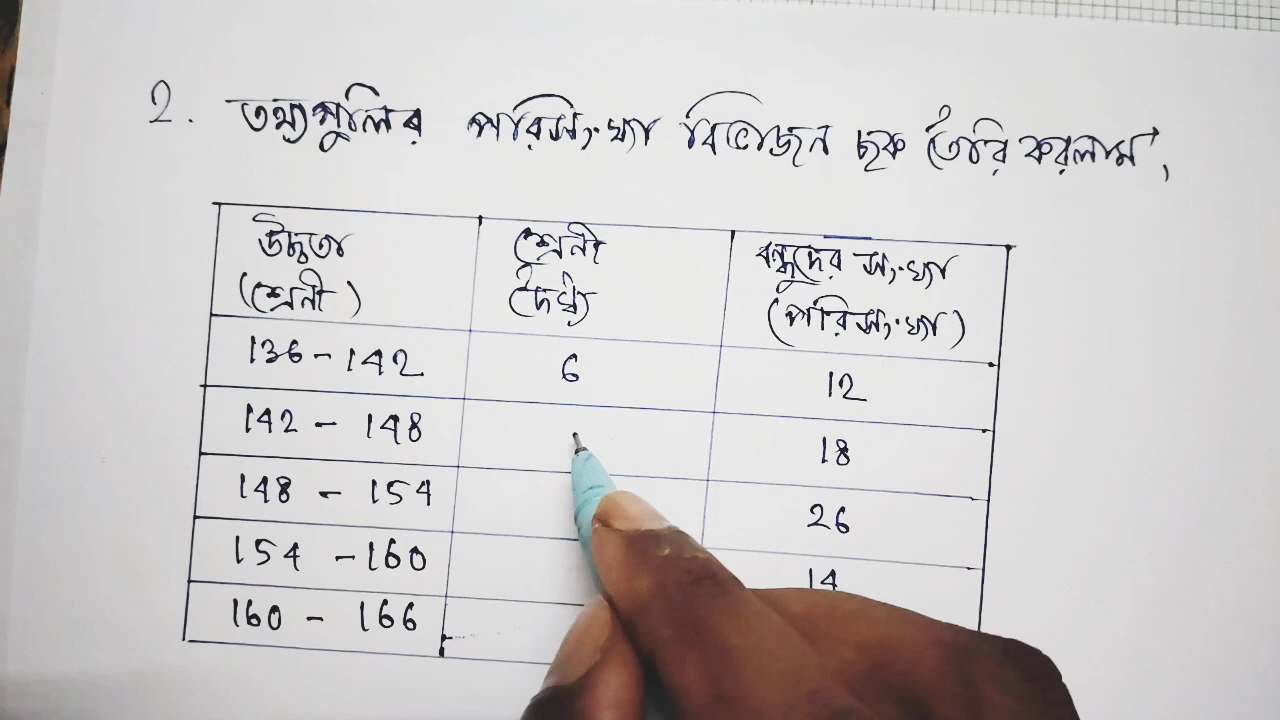 2. তথ্যগুলির পরিসংখ্যা বিভাজন ছক তৈরি করলাম,
উচ্চতা (শ্রেনী) শ্রেনী দৈর্ঘ্য বন্ধুদের সংখ্যা (পরিসংখ্যা)
136 - 142 6 12
142 - 148 18
148 - 154 26
154 - 160 14
160 - 166